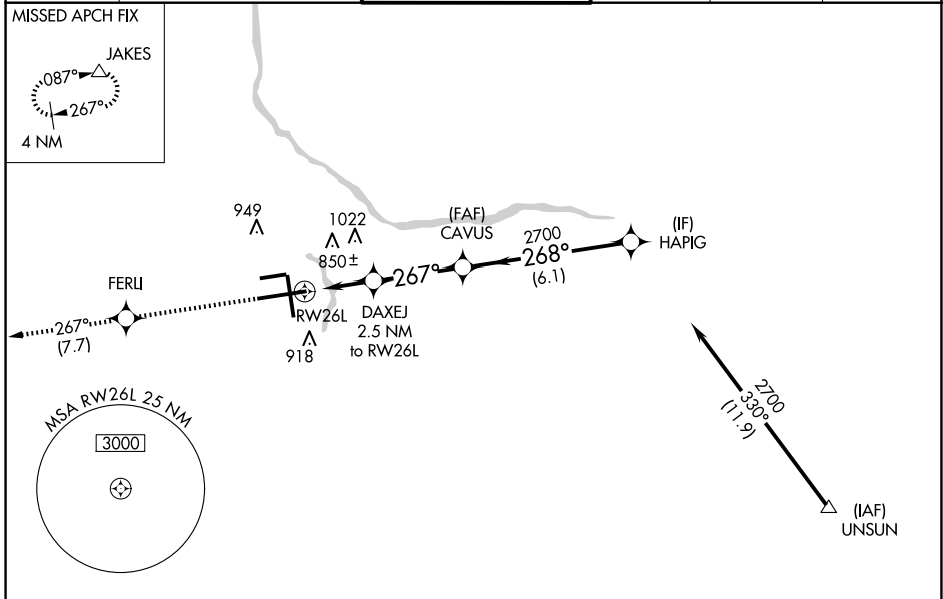 MISSED APCH FIX
JAKES
087°
267°
4 NM
949
1022
850±
(FAF)
CAVUS
2700
268°
(6.1)
(IF)
HAPIG
267°
FERLI
RW26L
DAXEJ
2.5 NM
to RW26L
918
267°
(7.7)
MSA RW26L 25 NM
3000
2700
330°
(11.9)
(IAF)
UNSUN